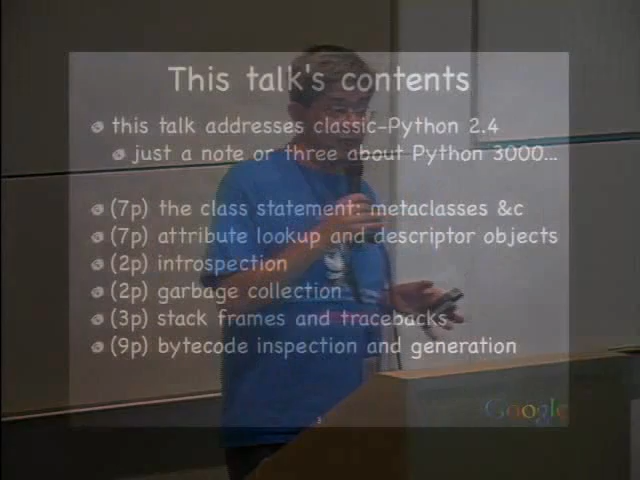 This talk's contents
this talk addresses classic-Python 2.4
just a note or three about Python 3000...
(7p) the class statement: metaclasses &c
(7p) attribute lookup and descriptor objects
(2p) introspection
(2p) garbage collection
(3p) stack frames and tracebacks
(9p) bytecode inspection and generation
3
Google